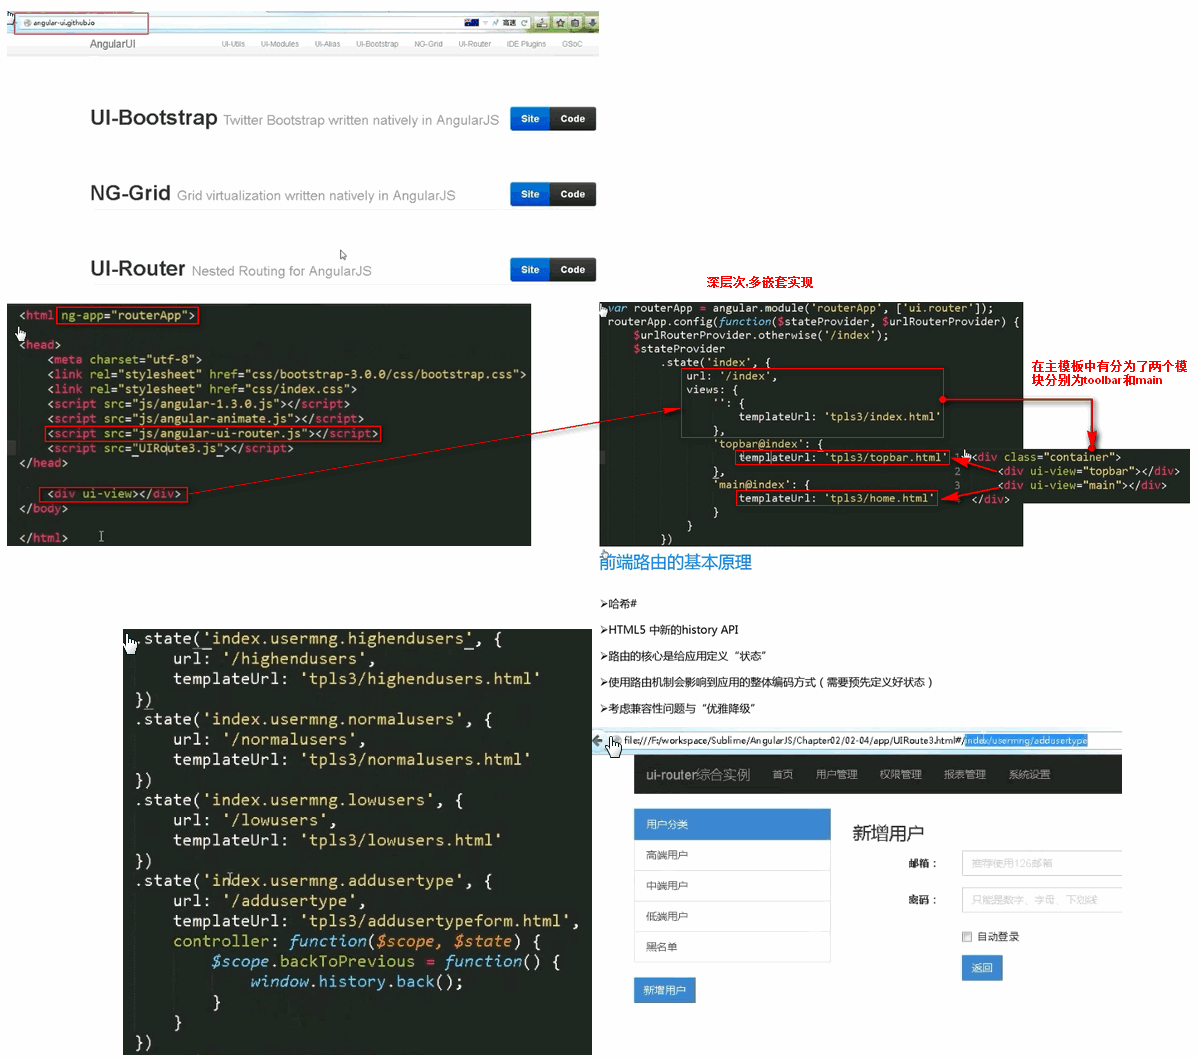 angular-ui.github.io
高速
AngularUI
UI-Utils
UI-Modules
UI-Alias
UI-Bootstrap
NG-Grid
UI-Router
IDE Plugins
GSoC
UI-Bootstrap Twitter Bootstrap written natively in AngularJS
Site Code
NG-Grid Grid virtualization written natively in AngularJS
Site Code
UI-Router Nested Routing for AngularJS
Site Code
<html ng-app="routerApp">
<head>
<meta charset="utf-8">
<link rel="stylesheet" href="css/bootstrap-3.0.0/css/bootstrap.css">
<link rel="stylesheet" href="css/index.css">
<script src="js/angular-1.3.0.js"></script>
<script src="js/angular-animate.js"></script>
<script src="js/angular-ui-router.js"></script>
<script src="UIRoute3.js"></script>
</head>
<div ui-view></div>
</body>
</html>
深层次,多嵌套实现
var routerApp = angular.module('routerApp', ['ui.router']);
routerApp.config(function($stateProvider, $urlRouterProvider) {
$urlRouterProvider.otherwise('/index');
$stateProvider
.state('index', {
url: '/index',
views: {
'': {
templateUrl: 'tpls3/index.html'
},
'topbar@index': {
templateUrl: 'tpls3/topbar.html'
},
'main@index': {
templateUrl: 'tpls3/home.html'
}
}
})
在主模板中有分为了两个模
块分别为toolbar和main
1 <div class="container">
2 <div ui-view="topbar"></div>
3 <div ui-view="main"></div>
</div>
前端路由的基本原理
➢哈希#
➢HTML5 中新的history API
➢路由的核心是给应用定义“状态”
➢使用路由机制会影响到应用的整体编码方式（需要预先定义好状态）
➢考虑兼容性问题与“优雅降级”
.state('index.usermng.highendusers', {
url: '/highendusers',
templateUrl: 'tpls3/highendusers.html'
})
.state('index.usermng.normalusers', {
url: '/normalusers',
templateUrl: 'tpls3/normalusers.html'
})
.state('index.usermng.lowusers', {
url: '/lowusers',
templateUrl: 'tpls3/lowusers.html'
})
.state('index.usermng.addusertype', {
url: '/addusertype',
templateUrl: 'tpls3/addusertypeform.html',
controller: function($scope, $state) {
$scope.backToPrevious = function() {
window.history.back();
}
}
})
file:///F:/workspace/Sublime/AngularJS/Chapter02/02-04/app/UIRoute3.html#/index/usermng/addusertype
ui-router综合实例 首页 用户管理 权限管理 报表管理 系统设置
用户分类
高端用户
中端用户
低端用户
黑名单
新增用户
新增用户
邮箱： 推荐使用126邮箱
密码： 只能是数字、字母、下划线
自动登录
返回